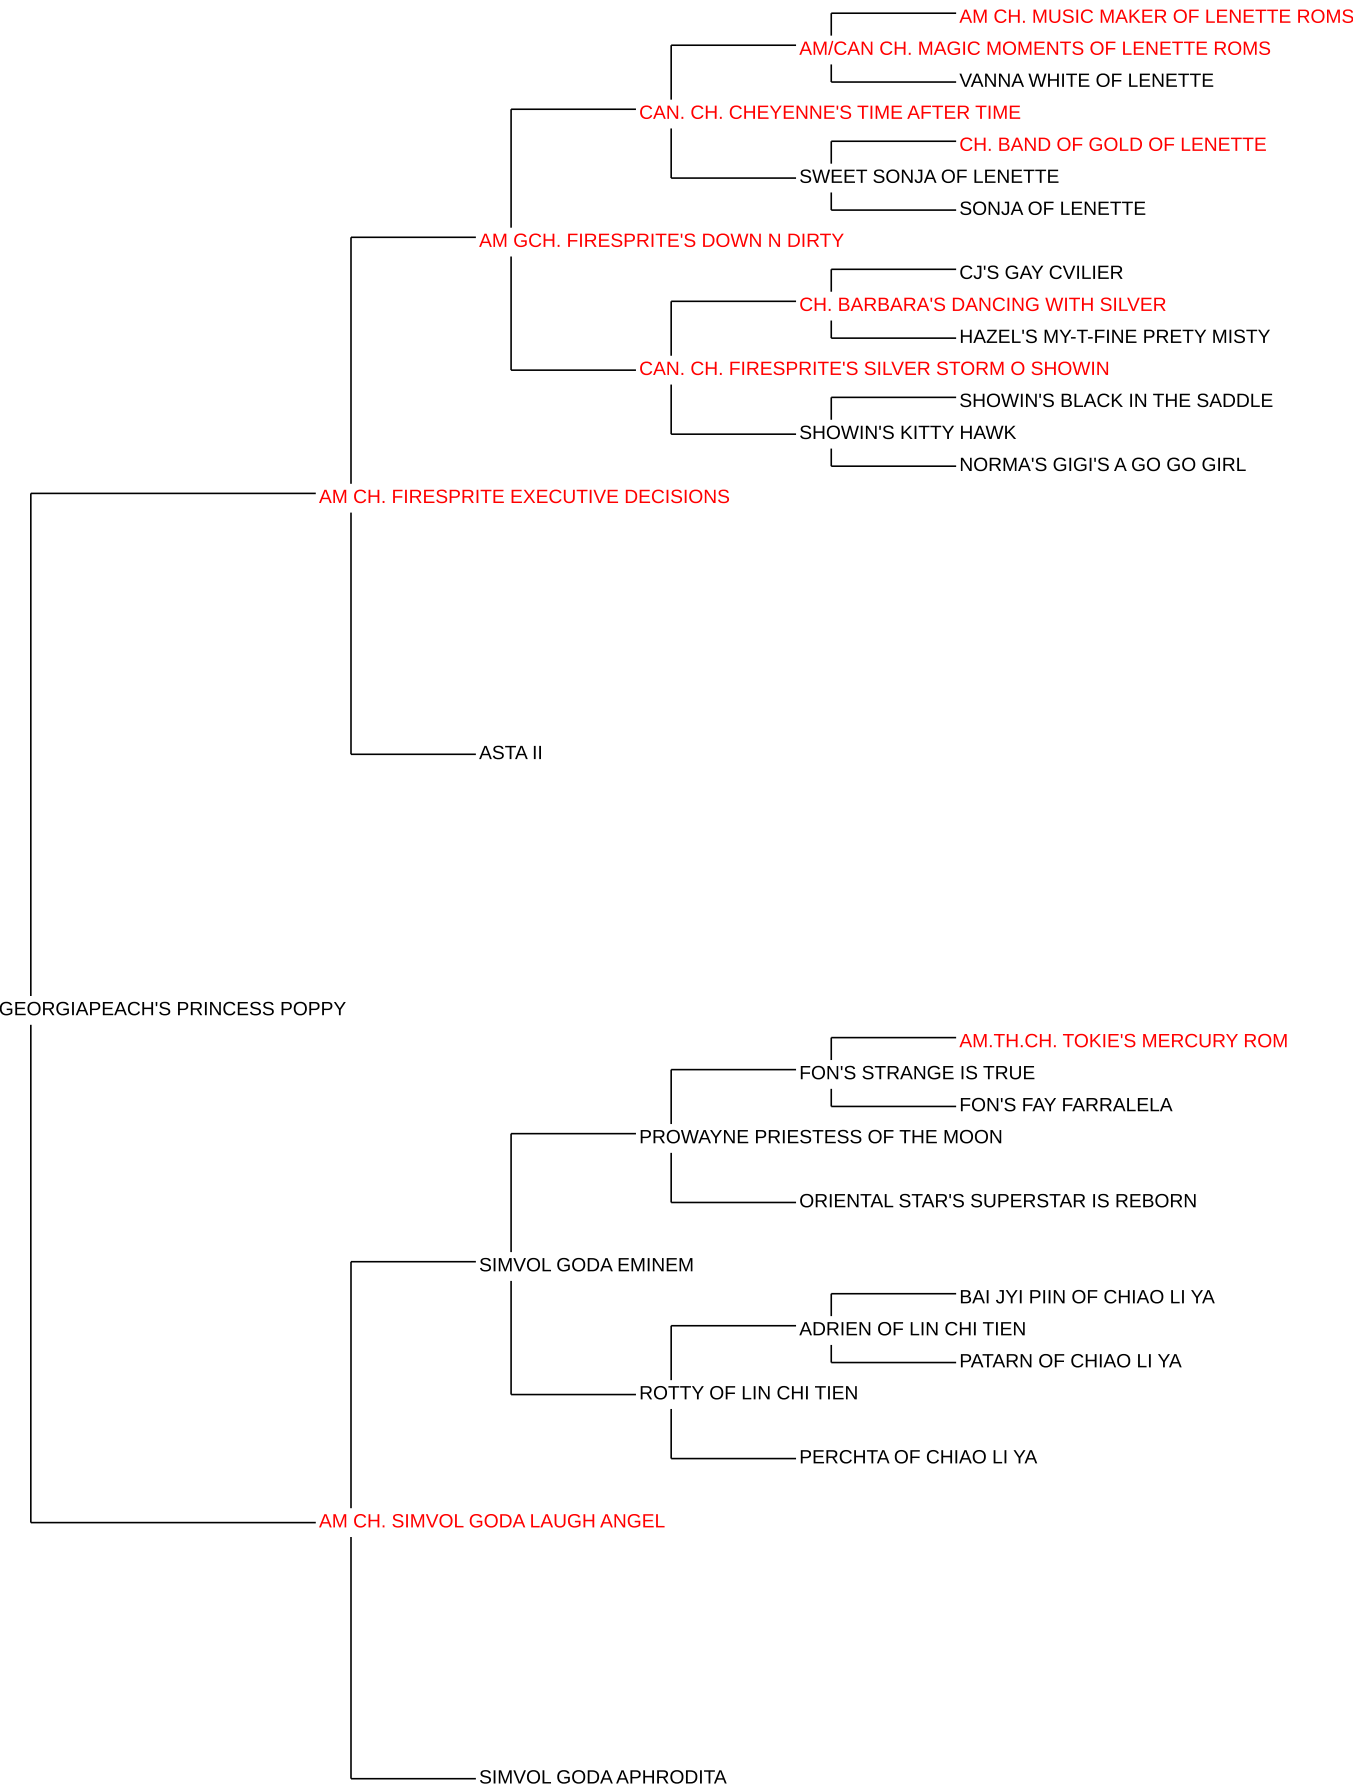 AM CH. MUSIC MAKER OF LENETTE ROMS
AM/CAN CH. MAGIC MOMENTS OF LENETTE ROMS
VANNA WHITE OF LENETTE
CAN. CH. CHEYENNE'S TIME AFTER TIME
CH. BAND OF GOLD OF LENETTE
SWEET SONJA OF LENETTE
SONJA OF LENETTE
AM GCH. FIRESPRITE'S DOWN N DIRTY
CJ'S GAY CVILIER
CH. BARBARA'S DANCING WITH SILVER
HAZEL'S MY-T-FINE PRETY MISTY
CAN. CH. FIRESPRITE'S SILVER STORM O SHOWIN
SHOWIN'S BLACK IN THE SADDLE
SHOWIN'S KITTY HAWK
NORMA'S GIGI'S A GO GO GIRL
AM CH. FIRESPRITE EXECUTIVE DECISIONS
ASTA II
GEORGIAPEACH'S PRINCESS POPPY
AM.TH.CH. TOKIE'S MERCURY ROM
FON'S STRANGE IS TRUE
FON'S FAY FARRALELA
PROWAYNE PRIESTESS OF THE MOON
ORIENTAL STAR'S SUPERSTAR IS REBORN
SIMVOL GODA EMINEM
BAI JYI PIIN OF CHIAO LI YA
ADRIEN OF LIN CHI TIEN
PATARN OF CHIAO LI YA
ROTTY OF LIN CHI TIEN
PERCHTA OF CHIAO LI YA
AM CH. SIMVOL GODA LAUGH ANGEL
SIMVOL GODA APHRODITA